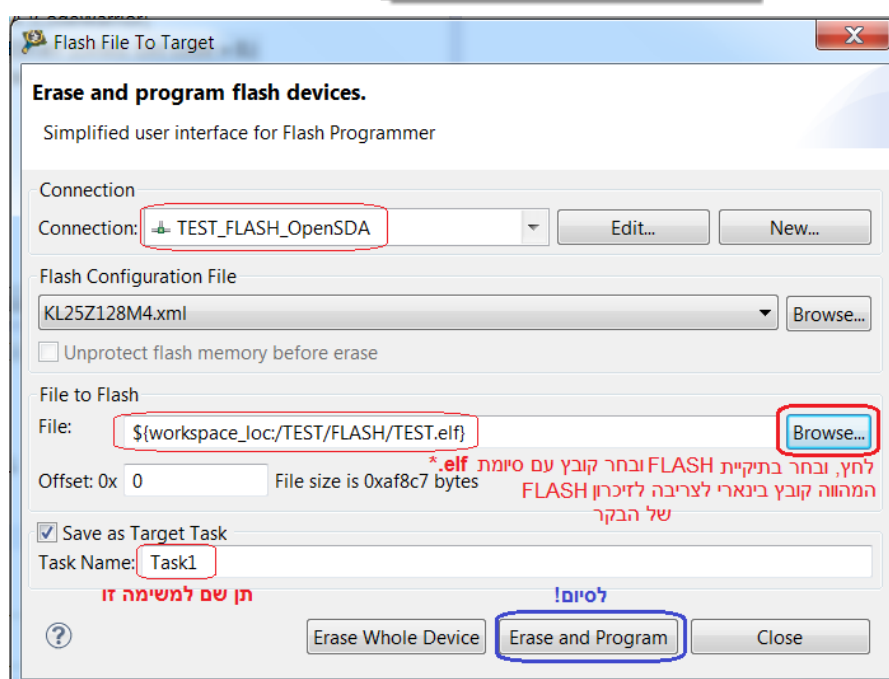 Flash File To Target
Erase and program flash devices.
Simplified user interface for Flash Programmer
Connection
Connection: TEST_FLASH_OpenSDA Edit... New...
Flash Configuration File
KL25Z128M4.xml Browse...
Unprotect flash memory before erase
File to Flash
File: ${workspace_loc:/TEST/FLASH/TEST.elf} Browse...
לחץ, ובחר בתיקיית FLASH ובחר קובץ עם סיומת *.elf
Offset: 0x 0 File size is 0xaf8c7 bytes
המהווה קובץ בינארי לצריבה לזיכרון FLASH
של הבקר
Save as Target Task
Task Name: Task1
תן שם למשימה זו
לסיום!
Erase Whole Device Erase and Program Close